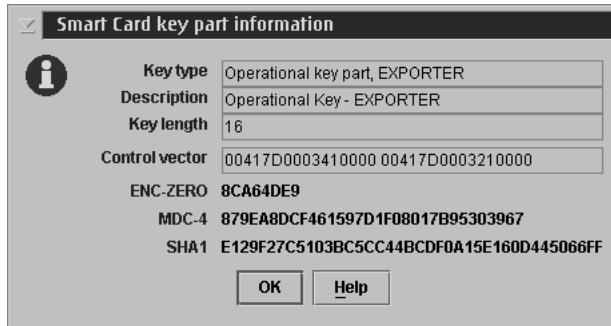 Smart Card key part information
Key type Operational key part, EXPORTER
Description Operational Key - EXPORTER
Key length 16
Control vector 00417D0003410000 00417D0003210000
ENC-ZERO 8CA64DE9
MDC-4 879EA8DCF461597D1F08017B95303967
SHA1 E129F27C5103BC5CC44BCDF0A15E160D445066FF
OK Help